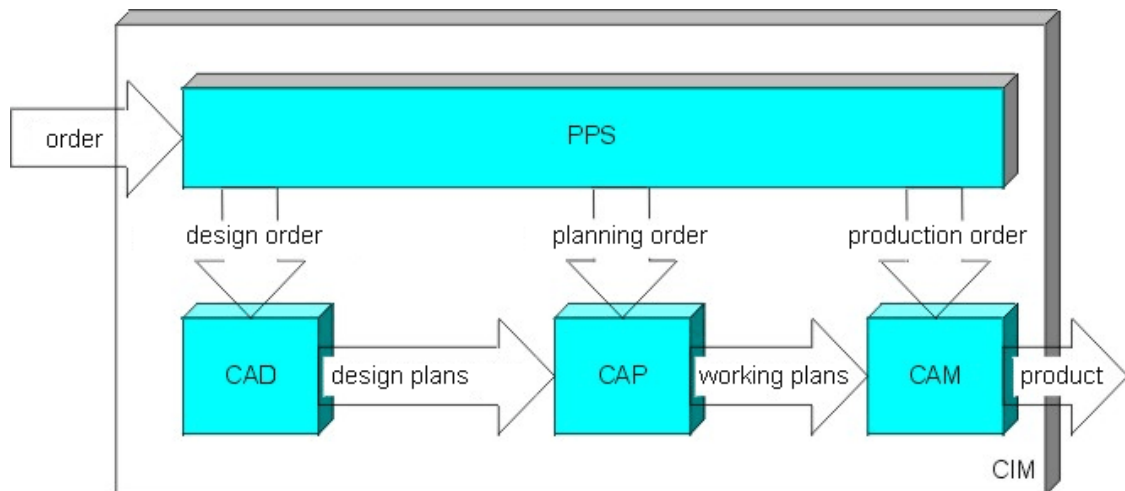 PPS
order
design order
planning order
production order
CAD
design plans
CAP
working plans
CAM
product
CIM